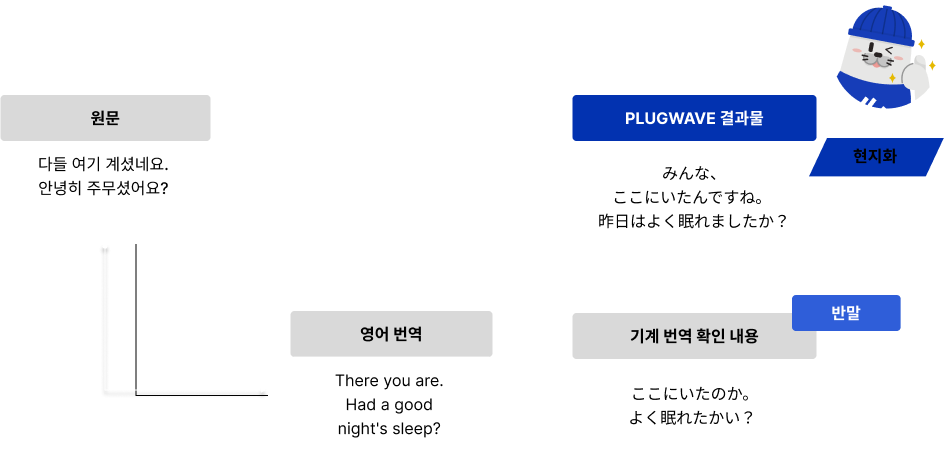 원문
다들 여기 계셨네요.
안녕히 주무셨어요?
PLUGWAVE 결과물
현지화
みんな、
ここにいたんですね。
昨日はよく眠れましたか？
영어 번역
There you are.
Had a good
night's sleep?
기계 번역 확인 내용
반말
ここにいたのか。
よく眠れたかい？